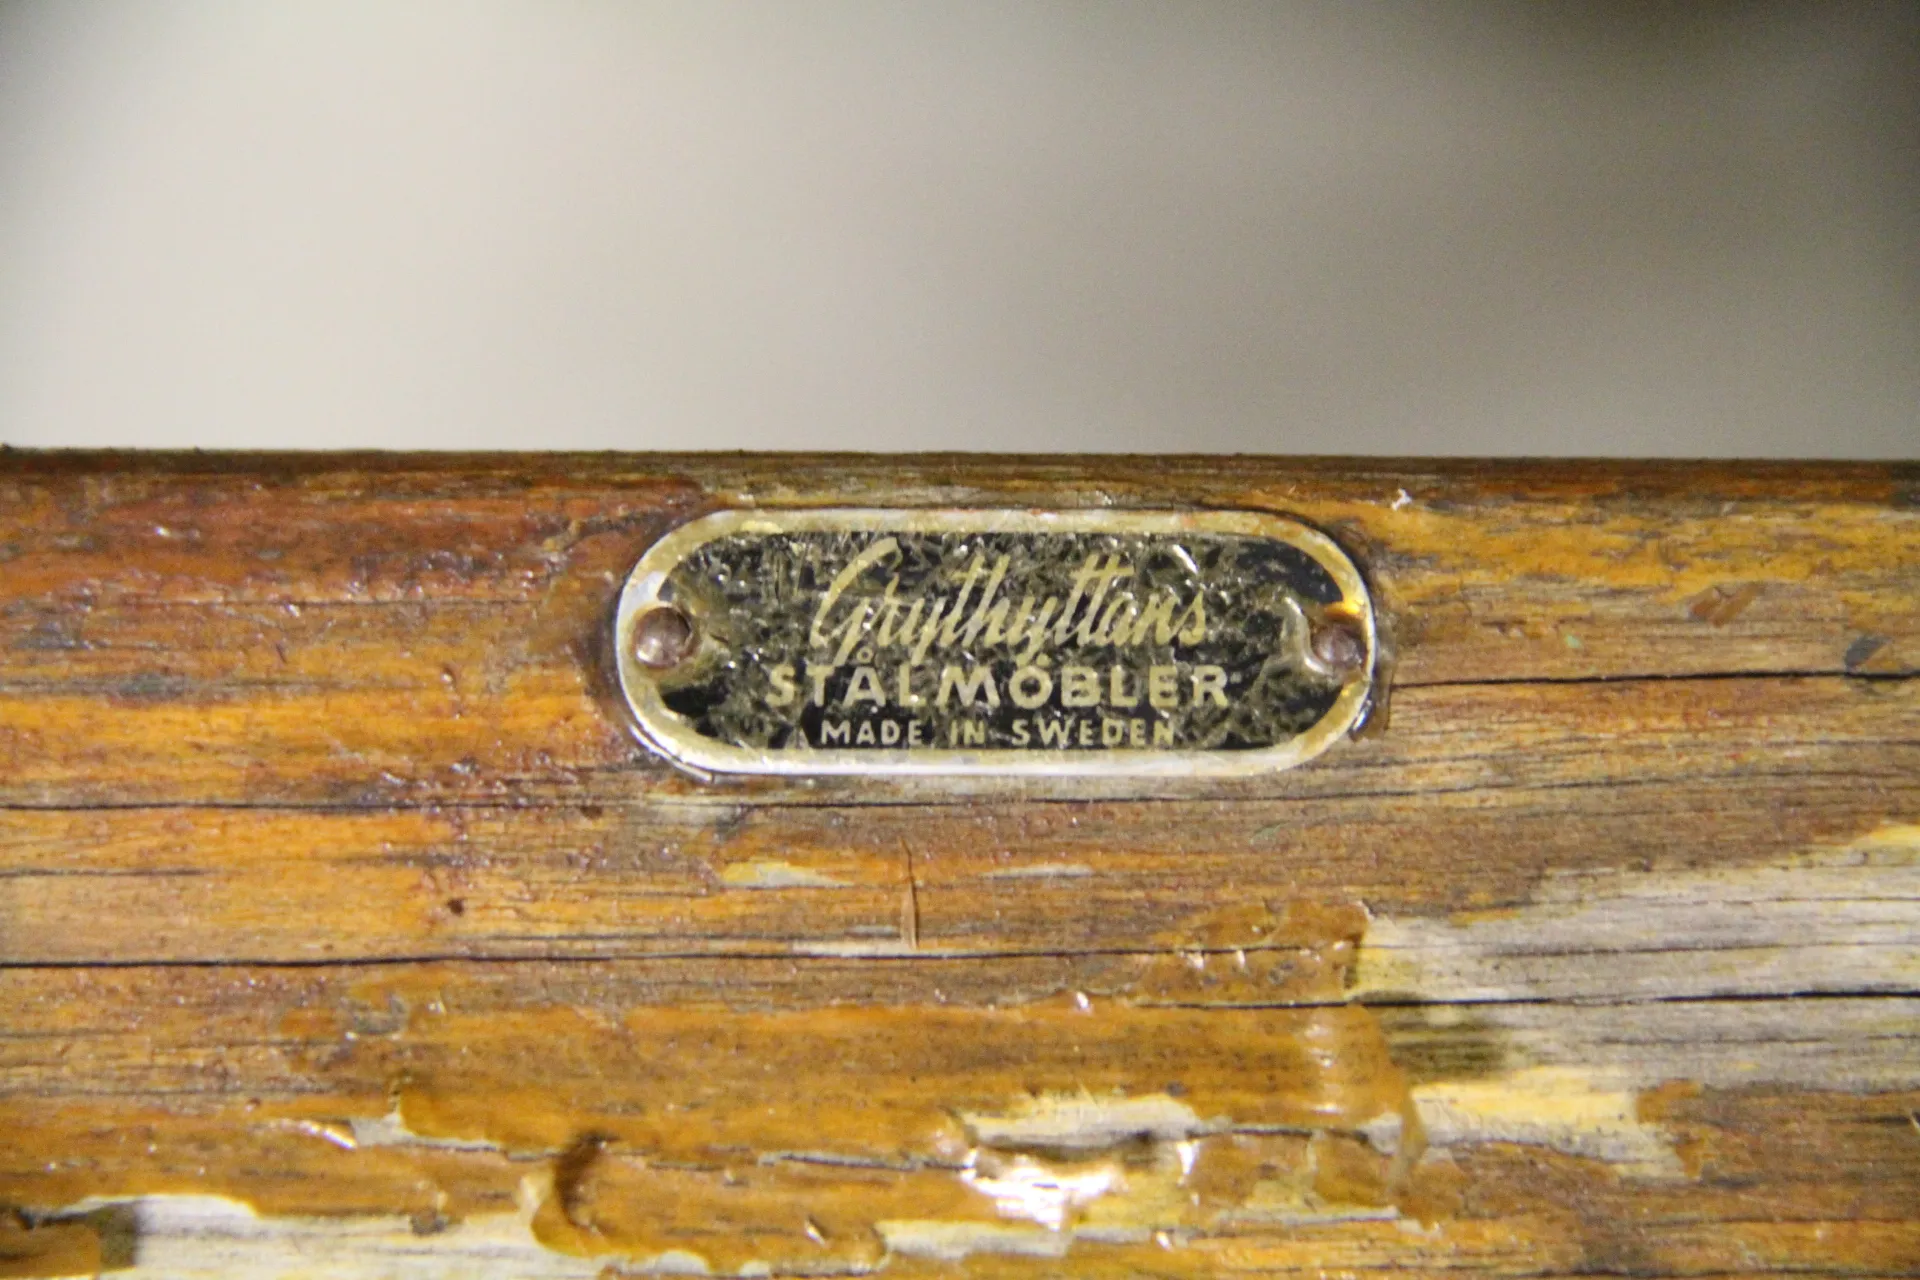 Grythyttans
STÅLMÖBLER
MADE IN SWEDEN